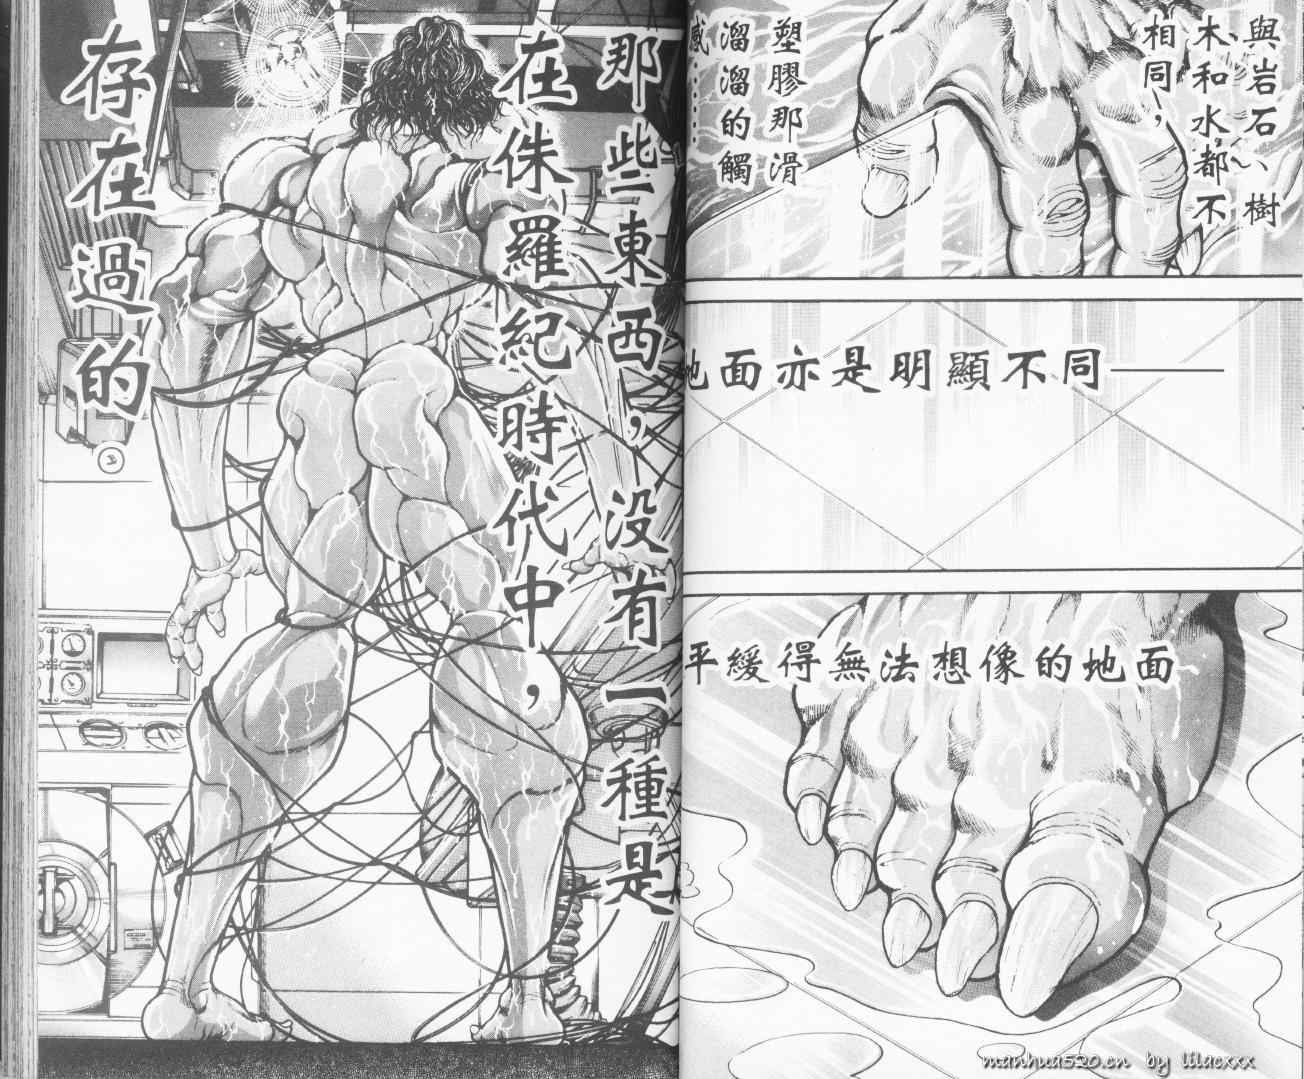 與岩石、樹
木和水都不
相同，
塑膠那滑
溜溜的觸
感……
地面亦是明顯不同——
平緩得無法想像的地面
那些東西，没有一種是
在侏羅紀時代中，
存在過的
manhua520.cn by lilacxxx